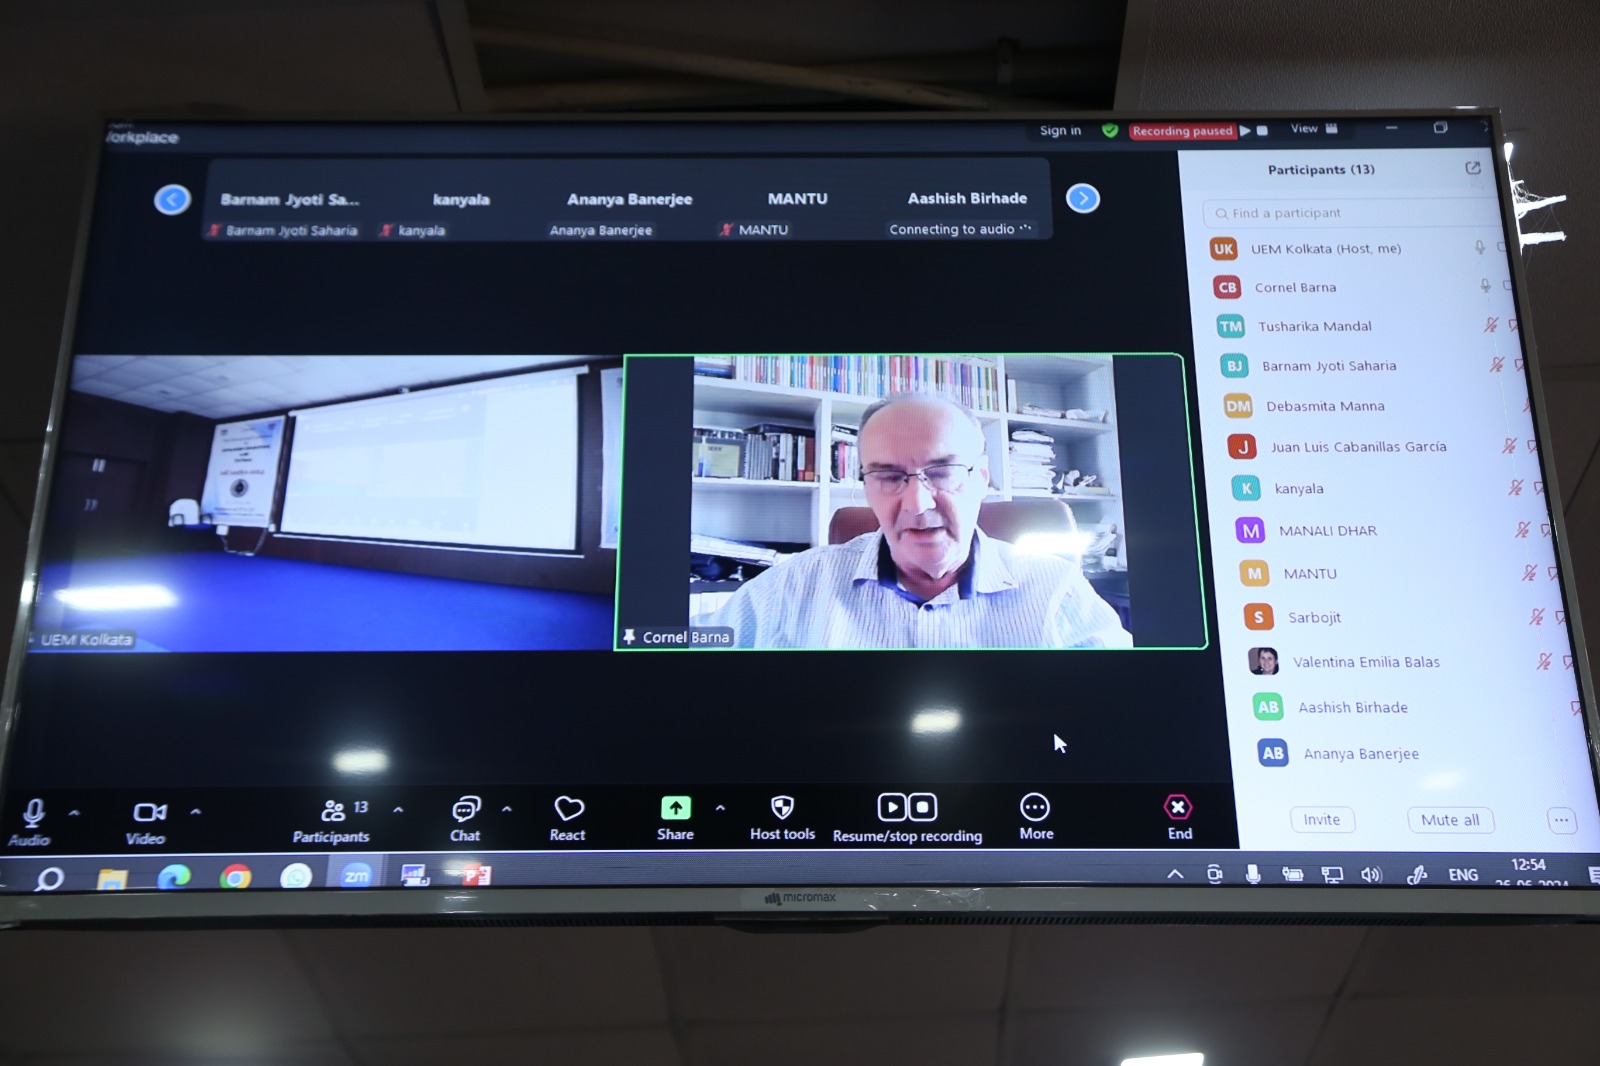 orkplace
Sign in
Recording paused
View
Barnam Jyoti Sa...
kanyala
Ananya Banerjee
MANTU
Aashish Birhade
Barnam Jyoti Saharia
kanyala
Ananya Banerjee
MANTU
Connecting to audio
Participants (13)
Find a participant
UK UEM Kolkata (Host, me)
CB Cornel Barna
TM Tusharika Mandal
BJ Barnam Jyoti Saharia
DM Debasmita Manna
J Juan Luis Cabanillas García
K kanyala
M MANALI DHAR
M MANTU
S Sarbojit
Valentina Emilia Balas
AB Aashish Birhade
AB Ananya Banerjee
Invite
Mute all
UEM Kolkata
Cornel Barna
Audio
Video
13
Participants
Chat
React
Share
Host tools
Resume/stop recording
More
End
zm
ENG
12:54
26-06-2024
micromax